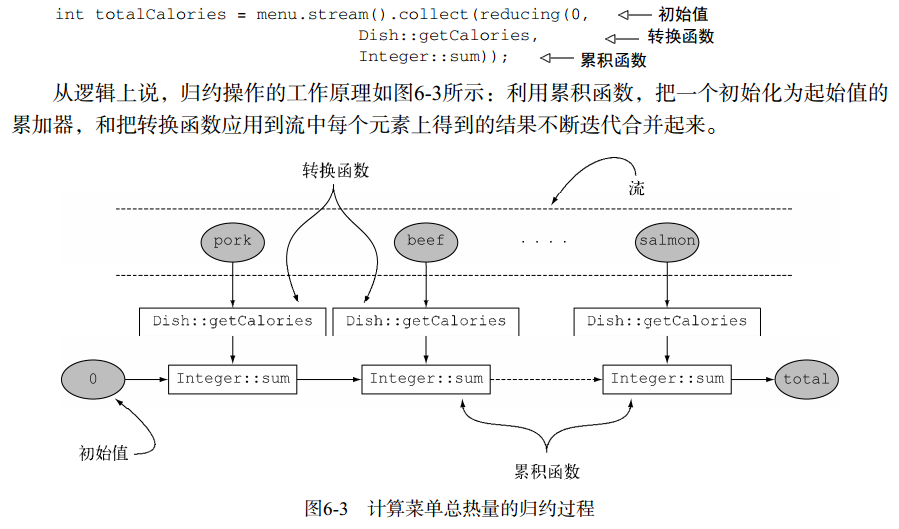 int totalCalories = menu.stream().collect(reducing(0, 初始值
Dish::getCalories, 转换函数
Integer::sum)); 累积函数
从逻辑上说，归约操作的工作原理如图6-3所示：利用累积函数，把一个初始化为起始值的
累加器，和把转换函数应用到流中每个元素上得到的结果不断迭代合并起来。
转换函数
流
pork beef .... salmon
Dish::getCalories Dish::getCalories Dish::getCalories
0 Integer::sum Integer::sum Integer::sum total
初始值
累积函数
图6-3 计算菜单总热量的归约过程